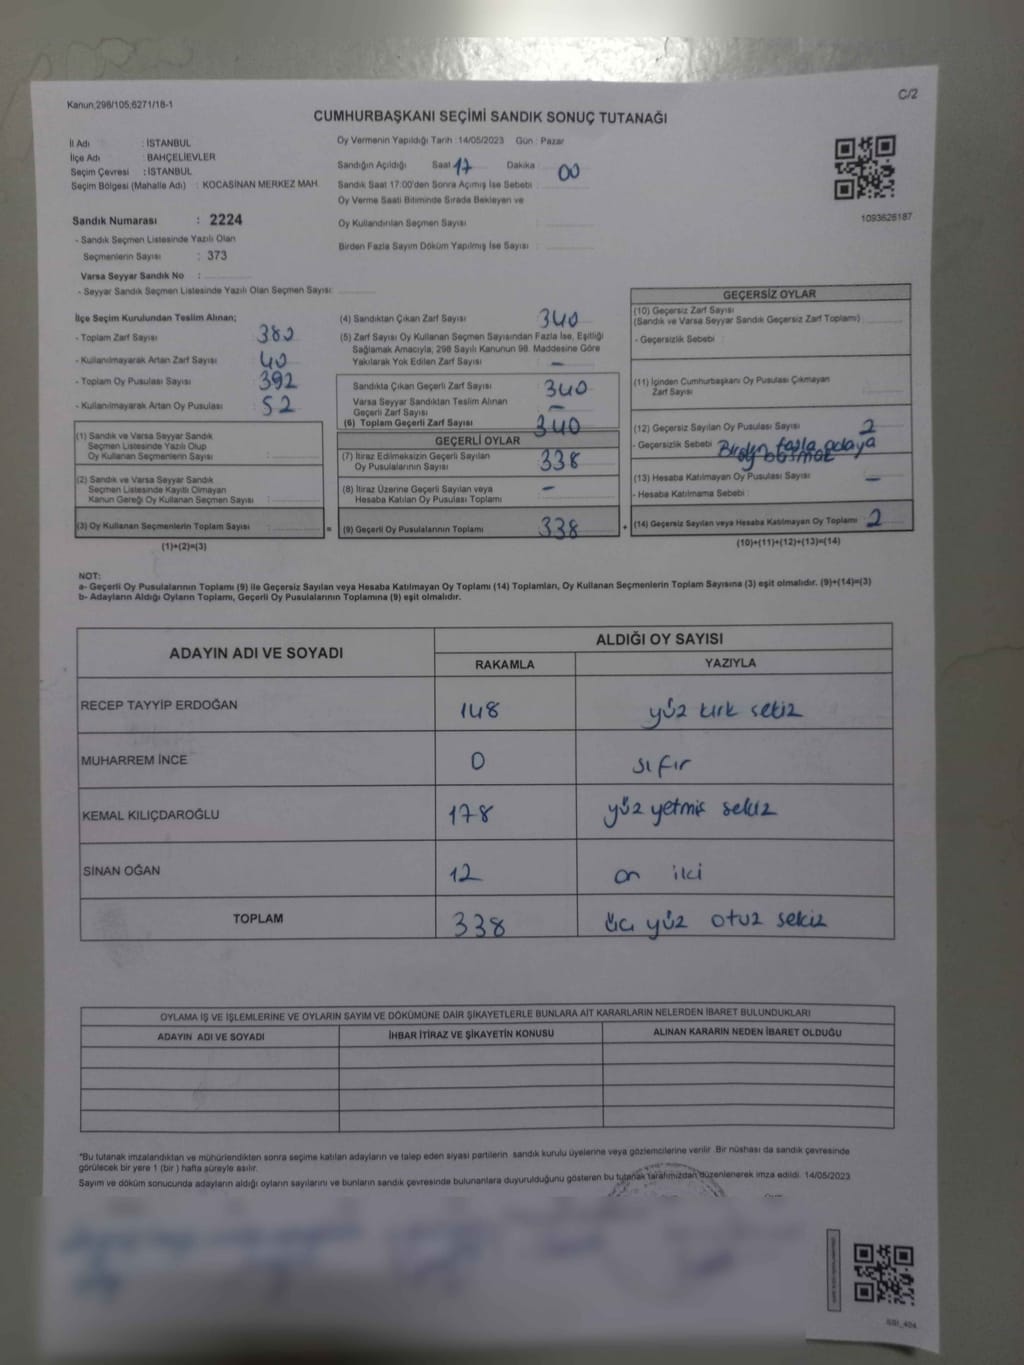 C/2
Kanun;298/105;6271/18-1
CUMHURBAŞKANI SEÇİMİ SANDIK SONUÇ TUTANAĞI
İl Adı : İSTANBUL
İlçe Adı : BAHÇELİEVLER
Seçim Çevresi : İSTANBUL
Seçim Bölgesi (Mahalle Adı) : KOCASİNAN MERKEZ MAH.
Oy Vermenin Yapıldığı Tarih :14/05/2023 Gün : Pazar
Sandığın Açıldığı Saat 17 Dakika 00
Sandık Saat 17:00'den Sonra Açımış İse Sebebi :
Oy Verme Saati Bitiminde Sırada Bekleyen ve
Oy Kullandırılan Seçmen Sayısı :
Birden Fazla Sayım Döküm Yapılmış İse Sayısı :
1093626187
Sandık Numarası : 2224
- Sandık Seçmen Listesinde Yazılı Olan
Seçmenlerin Sayısı : 373
Varsa Seyyar Sandık No :
- Seyyar Sandık Seçmen Listesinde Yazılı Olan Seçmen Sayısı:
İlçe Seçim Kurulundan Teslim Alınan;
- Toplam Zarf Sayısı : 380
- Kullanılmayarak Artan Zarf Sayısı : 40
- Toplam Oy Pusulası Sayısı : 392
- Kullanılmayarak Artan Oy Pusulası : 52
(1) Sandık ve Varsa Seyyar Sandık
Seçmen Listesinde Yazılı Olup
Oy Kullanan Seçmenlerin Sayısı :
(2) Sandık ve Varsa Seyyar Sandık
Seçmen Listesinde Kayıtlı Olmayan
Kanun Gereği Oy Kullanan Seçmen Sayısı :
(3) Oy Kullanan Seçmenlerin Toplam Sayısı :
(1)+(2)=(3)
(4) Sandıktan Çıkan Zarf Sayısı : 340
(5) Zarf Sayısı Oy Kullanan Seçmen Sayısından Fazla İse, Eşitliği
Sağlamak Amacıyla, 298 Sayılı Kanunun 98. Maddesine Göre
Yakılarak Yok Edilen Zarf Sayısı : -
Sandıkta Çıkan Geçerli Zarf Sayısı : 340
Varsa Seyyar Sandıktan Teslim Alınan
Geçerli Zarf Sayısı : -
(6) Toplam Geçerli Zarf Sayısı : 340
GEÇERLİ OYLAR
(7) İtiraz Edilmeksizin Geçerli Sayılan
Oy Pusulalarının Sayısı : 338
(8) İtiraz Üzerine Geçerli Sayılan veya
Hesaba Katılan Oy Pusulası Toplamı : -
= (9) Geçerli Oy Pusulalarının Toplamı : 338
GEÇERSİZ OYLAR
(10) Geçersiz Zarf Sayısı
(Sandık ve Varsa Seyyar Sandık Geçersiz Zarf Toplamı) :
- Geçersizlik Sebebi :
(11) İçinden Cumhurbaşkanı Oy Pusulası Çıkmayan
Zarf Sayısı :
(12) Geçersiz Sayılan Oy Pusulası Sayısı : 2
- Geçersizlik Sebebi : Birden fazla adaya
(13) Hesaba Katılmayan Oy Pusulası Sayısı : -
- Hesaba Katılmama Sebebi :
+ (14) Geçersiz Sayılan veya Hesaba Katılmayan Oy Toplamı : 2
(10)+(11)+(12)+(13)=(14)
NOT:
a- Geçerli Oy Pusulalarının Toplamı (9) ile Geçersiz Sayılan veya Hesaba Katılmayan Oy Toplamı (14) Toplamları, Oy Kullanan Seçmenlerin Toplam Sayısına (3) eşit olmalıdır. (9)+(14)=(3)
b- Adayların Aldığı Oyların Toplamı, Geçerli Oy Pusulalarının Toplamına (9) eşit olmalıdır.
ADAYIN ADI VE SOYADI ALDIĞI OY SAYISI
RAKAMLA YAZIYLA
RECEP TAYYİP ERDOĞAN 148 yüz kırk sekiz
MUHARREM İNCE 0 sıfır
KEMAL KILIÇDAROĞLU 178 yüz yetmiş sekiz
SİNAN OĞAN 12 on iki
TOPLAM 338 üç yüz otuz sekiz
OYLAMA İŞ VE İŞLEMLERİNE VE OYLARIN SAYIM VE DÖKÜMÜNE DAİR ŞİKAYETLERLE BUNLARA AİT KARARLARIN NELERDEN İBARET BULUNDUKLARI
ADAYIN ADI VE SOYADI İHBAR İTİRAZ VE ŞİKAYETİN KONUSU ALINAN KARARIN NEDEN İBARET OLDUĞU
*Bu tutanak imzalandıktan ve mühürlendikten sonra seçime katılan adayların ve talep eden siyasi partilerin sandık kurulu üyelerine veya gözlemcilerine verilir. Bir nüshası da sandık çevresinde
görülecek bir yere 1 (bir ) hafta süreyle asılır.
Sayım ve döküm sonucunda adayların aldığı oyların sayılarını ve bunların sandık çevresinde bulunanlara duyurulduğunu gösteren bu tutanak tarafımızdan düzenlenerek imza edildi. 14/05/2023